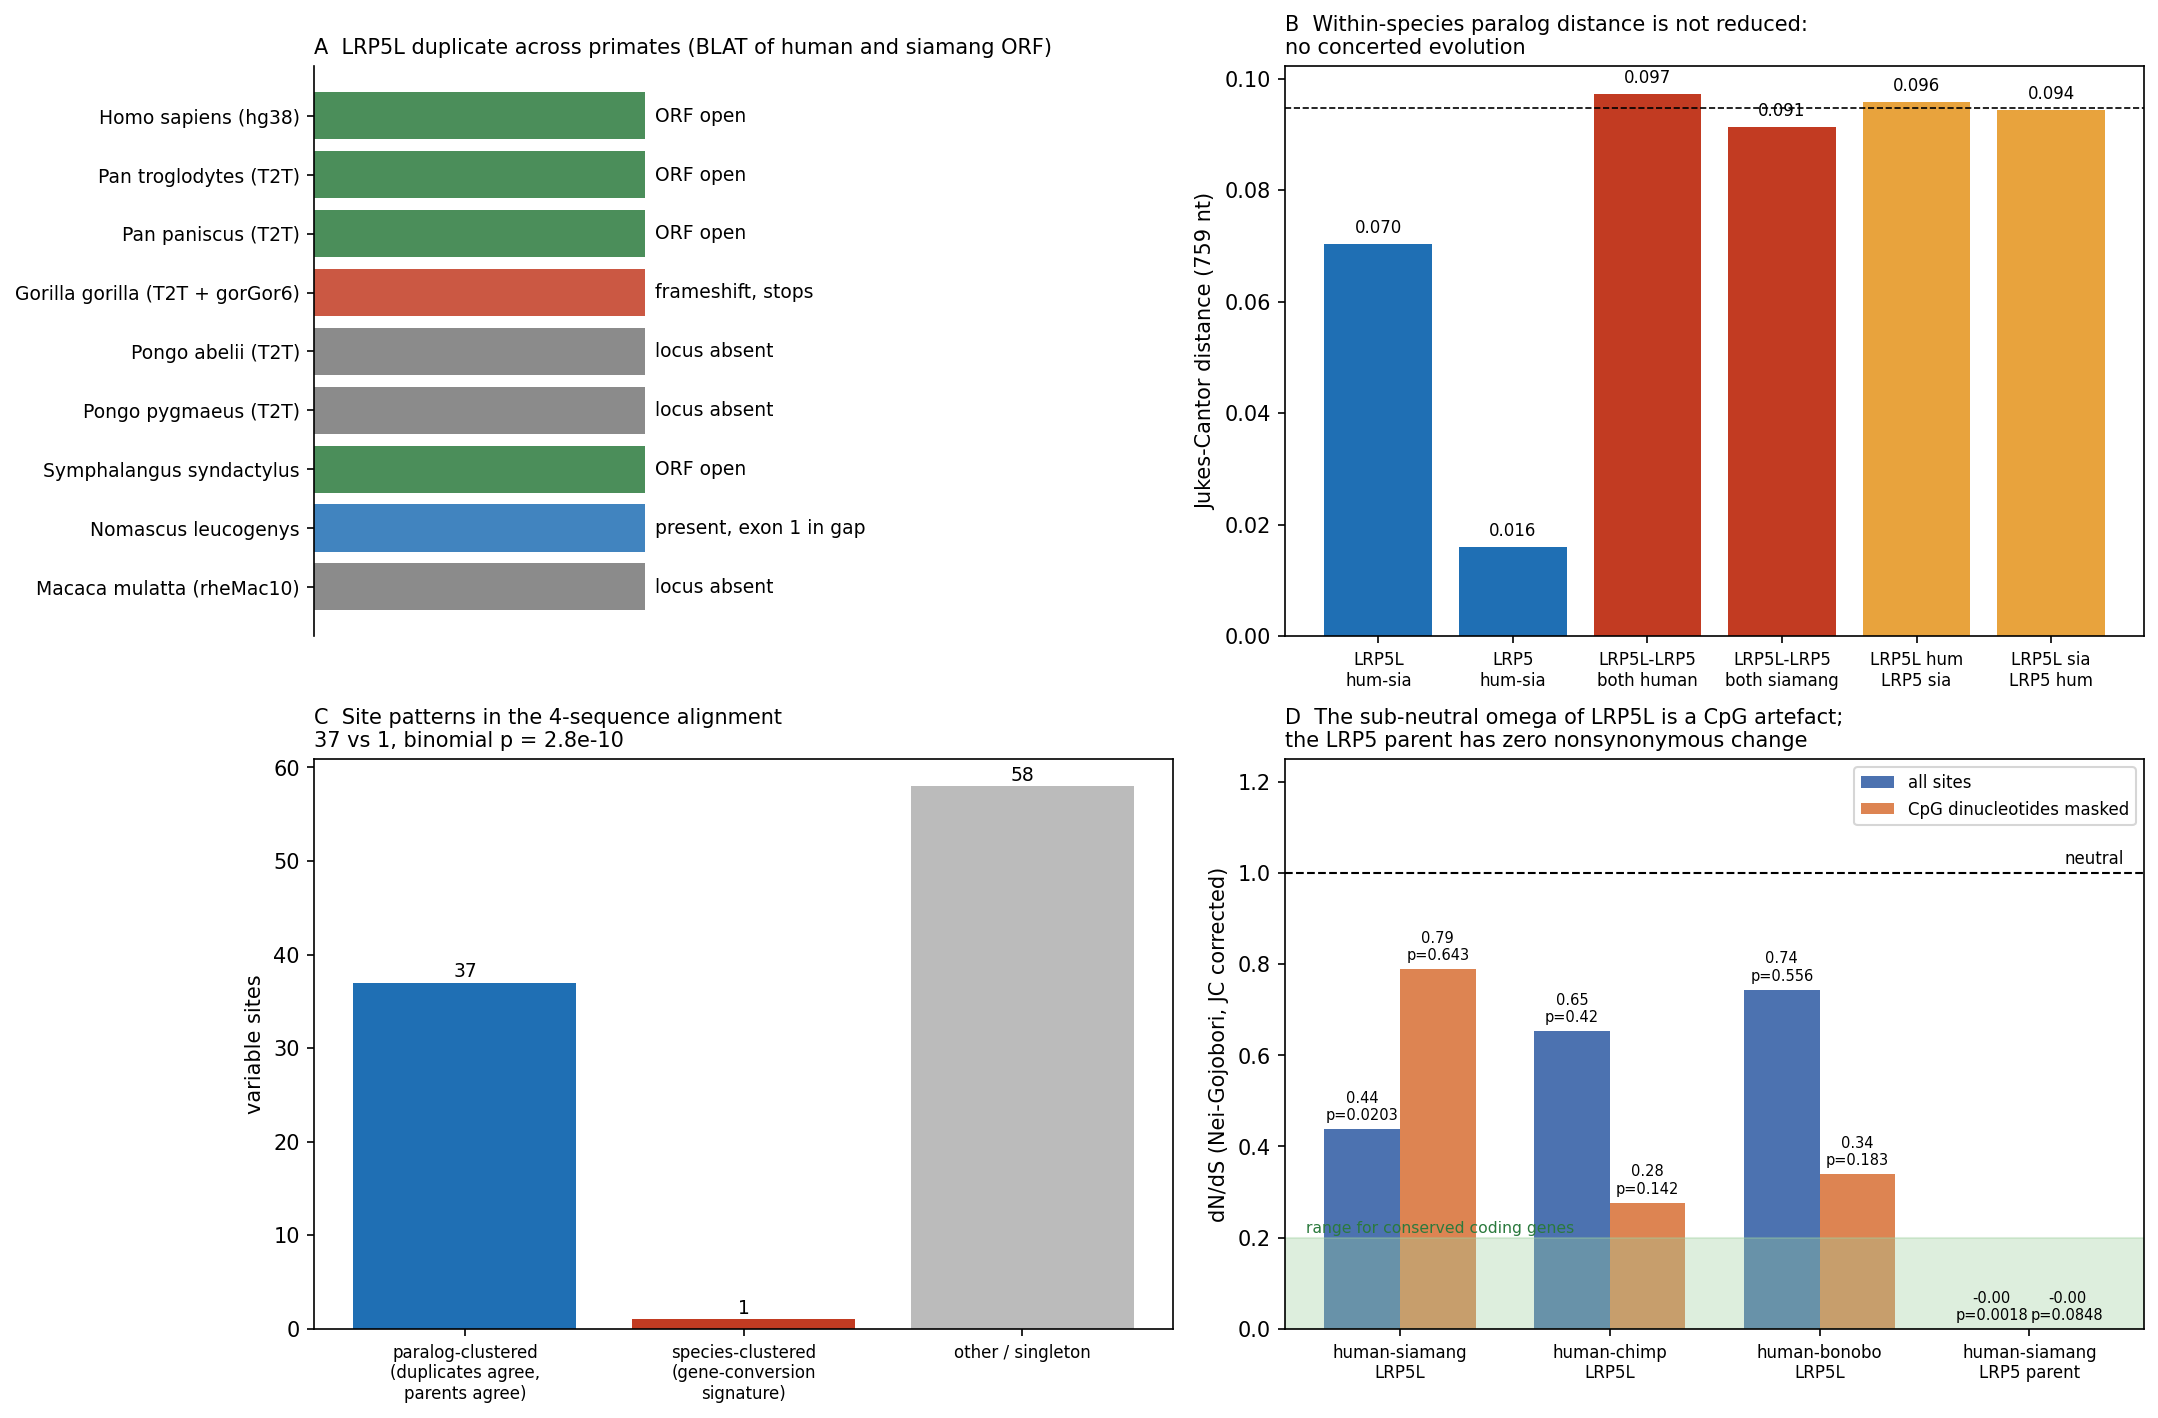 A  LRP5L duplicate across primates (BLAT of human and siamang ORF)
Homo sapiens (hg38)
ORF open
Pan troglodytes (T2T)
ORF open
Pan paniscus (T2T)
ORF open
Gorilla gorilla (T2T + gorGor6)
frameshift, stops
Pongo abelii (T2T)
locus absent
Pongo pygmaeus (T2T)
locus absent
Symphalangus syndactylus
ORF open
Nomascus leucogenys
present, exon 1 in gap
Macaca mulatta (rheMac10)
locus absent
B  Within-species paralog distance is not reduced:
no concerted evolution
Jukes-Cantor distance (759 nt)
0.10
0.08
0.06
0.04
0.02
0.00
0.070
0.016
0.097
0.091
0.096
0.094
LRP5L
hum-sia
LRP5
hum-sia
LRP5L-LRP5
both human
LRP5L-LRP5
both siamang
LRP5L hum
LRP5 sia
LRP5L sia
LRP5 hum
C  Site patterns in the 4-sequence alignment
37 vs 1, binomial p = 2.8e-10
variable sites
60
50
40
30
20
10
0
37
1
58
paralog-clustered
(duplicates agree,
parents agree)
species-clustered
(gene-conversion
signature)
other / singleton
D  The sub-neutral omega of LRP5L is a CpG artefact;
the LRP5 parent has zero nonsynonymous change
dN/dS (Nei-Gojobori, JC corrected)
1.2
1.0
0.8
0.6
0.4
0.2
0.0
all sites
CpG dinucleotides masked
neutral
0.44
p=0.0203
0.79
p=0.643
0.65
p=0.42
0.28
p=0.142
0.74
p=0.556
0.34
p=0.183
-0.00
p=0.0018
-0.00
p=0.0848
range for conserved coding genes
human-siamang
LRP5L
human-chimp
LRP5L
human-bonobo
LRP5L
human-siamang
LRP5 parent